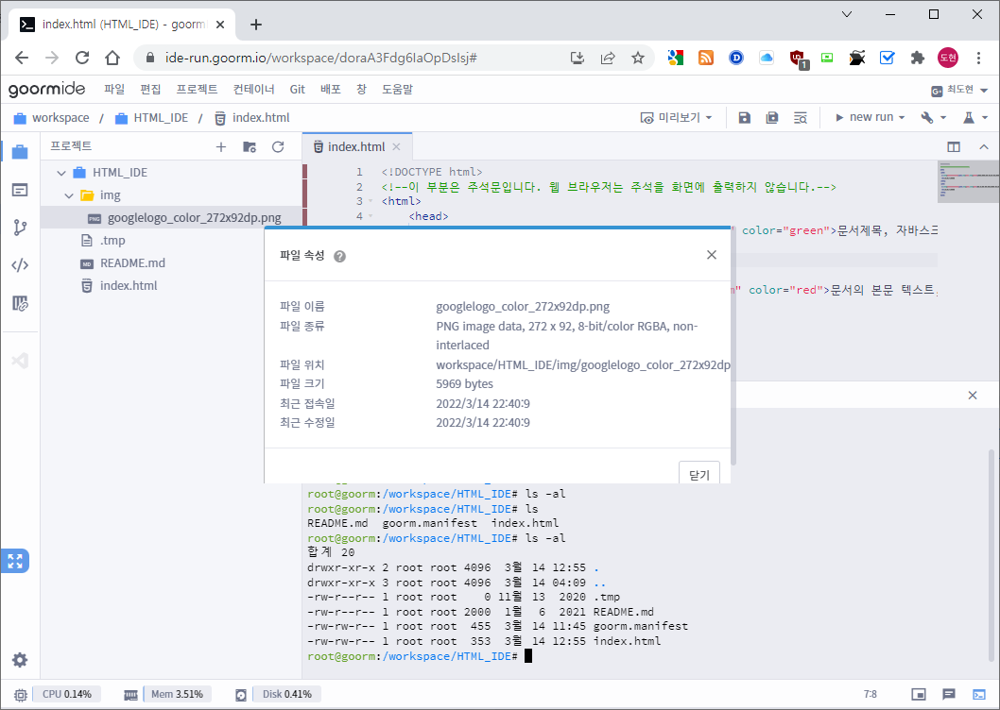 index.html (HTML_IDE) - goorm
ide-run.goorm.io/workspace/doraA3Fdg6IaOpDsIsj#
1
도현
goormide 파일 편집 프로젝트 컨테이너 Git 배포 창 도움말 최도현
workspace / HTML_IDE / index.html 미리보기 new run
프로젝트
index.html
HTML_IDE
img
googlelogo_color_272x92dp.png
.tmp
README.md
index.html
1 <!DOCTYPE html>
2 <!--이 부분은 주석문입니다. 웹 브라우저는 주석을 화면에 출력하지 않습니다.-->
3 <html>
4 <head>
color="green">문서제목, 자바스크
" color="red">문서의 본문 텍스트,
파일 속성 ?
파일 이름 googlelogo_color_272x92dp.png
파일 종류 PNG image data, 272 x 92, 8-bit/color RGBA, non-
interlaced
파일 위치 workspace/HTML_IDE/img/googlelogo_color_272x92dp
파일 크기 5969 bytes
최근 접속일 2022/3/14 22:40:9
최근 수정일 2022/3/14 22:40:9
닫기
root@goorm:/workspace/HTML_IDE# ls -al
root@goorm:/workspace/HTML_IDE# ls
README.md goorm.manifest index.html
root@goorm:/workspace/HTML_IDE# ls -al
합계 20
drwxr-xr-x 2 root root 4096 3월 14 12:55 .
drwxr-xr-x 3 root root 4096 3월 14 04:09 ..
-rw-r--r-- 1 root root 0 11월 13 2020 .tmp
-rw-r--r-- 1 root root 2000 1월 6 2021 README.md
-rw-rw-r-- 1 root root 455 3월 14 11:45 goorm.manifest
-rw-rw-r-- 1 root root 353 3월 14 12:55 index.html
root@goorm:/workspace/HTML_IDE#
CPU 0.14% Mem 3.51% Disk 0.41% 7:8